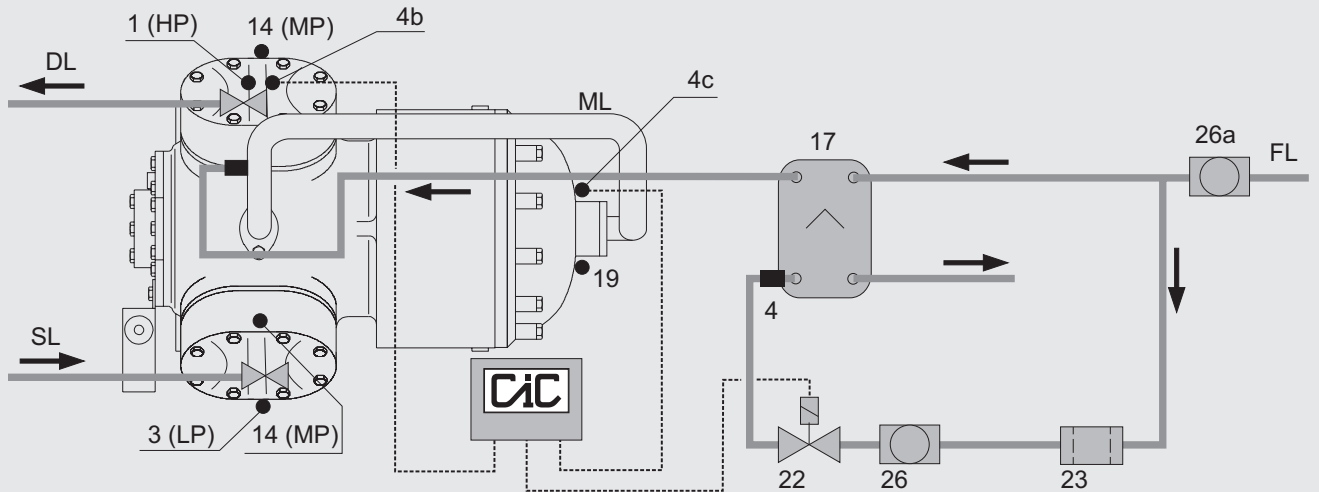 1 (HP)
14 (MP)
4b
DL
ML
4c
17
26a
FL
19
4
SL
CiC
3 (LP)
14 (MP)
22
26
23